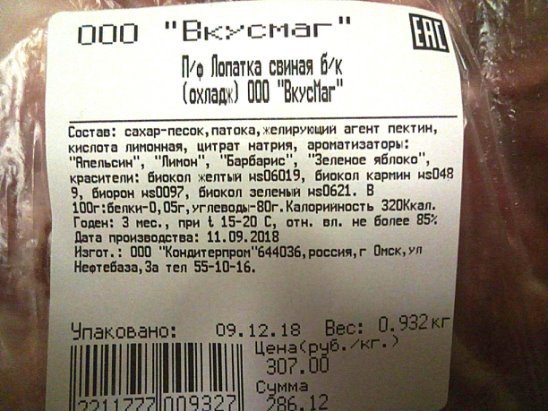 ООО "Вкусмаг"
EAC
П/ф Лопатка свиная б/к
(охладж) ООО "ВкусМаг"
Состав: сахар-песок,патока,желирующий агент пектин,
кислота лимонная, цитрат натрия, ароматизаторы:
"Апельсин", "Лимон", "Барбарис", "Зеленое яблоко",
красители: биокол желтый ws06019, биокол кармин ws048
9, биорон ws0097, биокол зеленый ws0621. В
100г:белки-0,05г,углеводы-80г.Калорийность 320Ккал.
Годен: 3 мес., при t 15-20 С, отн. вл. не более 85%
Дата производства: 11.09.2018
Изгот.: ООО "Кондитерпром"644036,россия,г Омск,ул
Нефтебаза,3а тел 55-10-16.
Упаковано: 09.12.18 Вес: 0.932кг
Цена(руб./кг.)
307.00
Сумма
286.12
2211777 009327